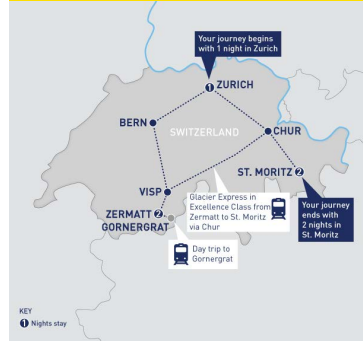 Your journey begins
with 1 night in Zurich
1 ZURICH
BERN
SWITZERLAND
CHUR
ST. MORITZ 2
VISP
Glacier Express in
Excellence Class from
Zermatt to St. Moritz
via Chur
Your journey
ends with
2 nights in
St. Moritz
ZERMATT 2
GORNERGRAT
Day trip to
Gornergrat
KEY
1 Nights stay